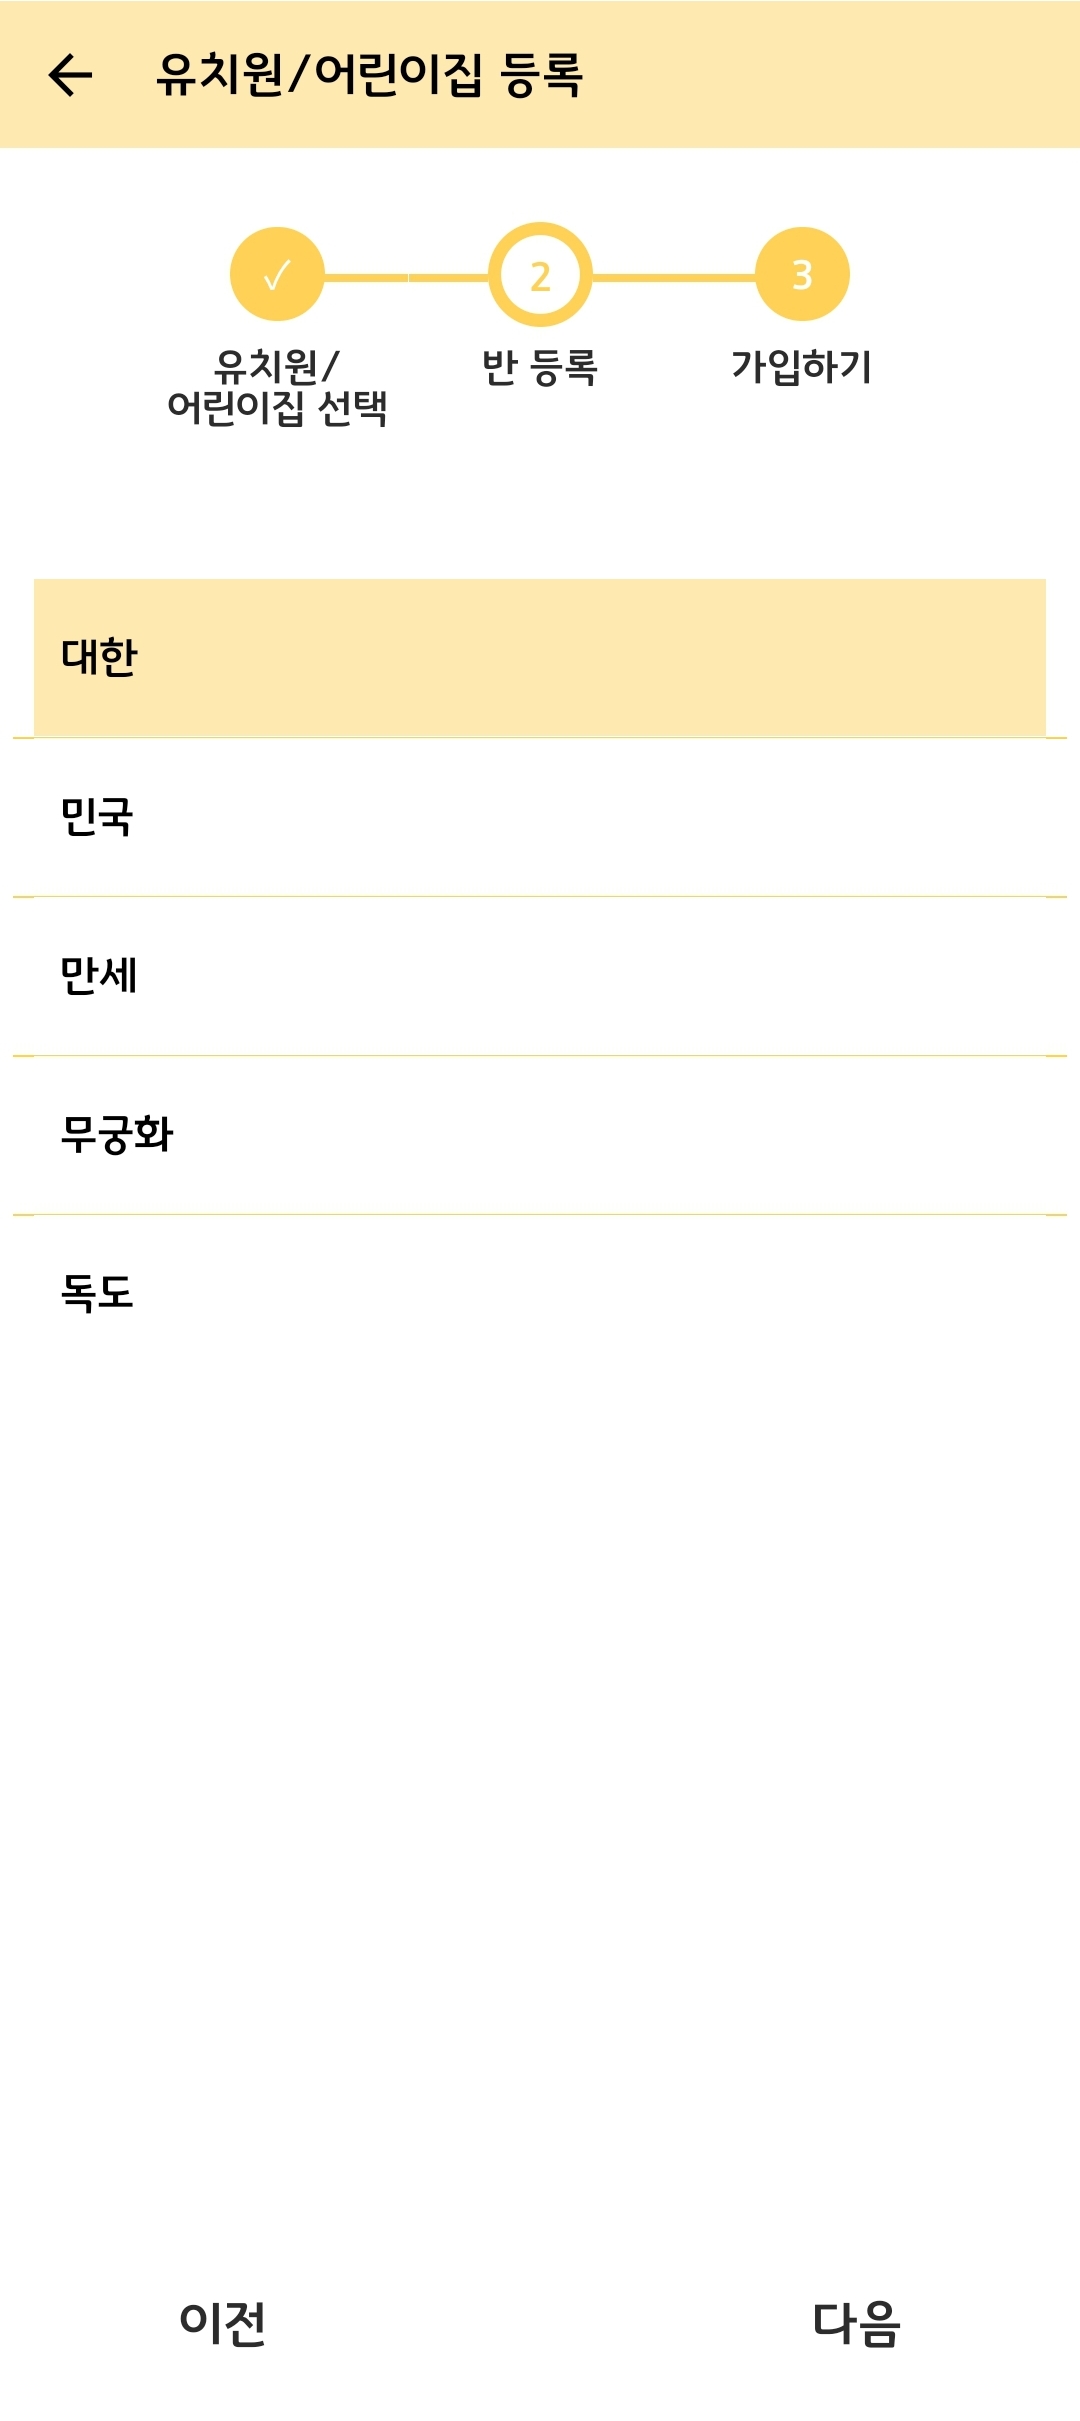 유치원/어린이집 등록
✓
2
3
유치원/
어린이집 선택
반 등록
가입하기
대한
민국
만세
무궁화
독도
이전
다음